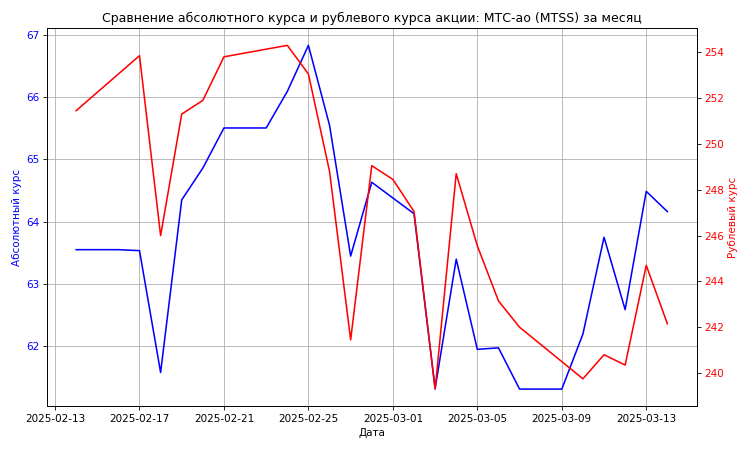 Сравнение абсолютного курса и рублевого курса акции: МТС-ао (MTSS) за месяц
67
66
65
64
63
62
Абсолютный курс
254
252
250
248
246
244
242
240
Рублевый курс
2025-02-13 2025-02-17 2025-02-21 2025-02-25 2025-03-01 2025-03-05 2025-03-09 2025-03-13
Дата